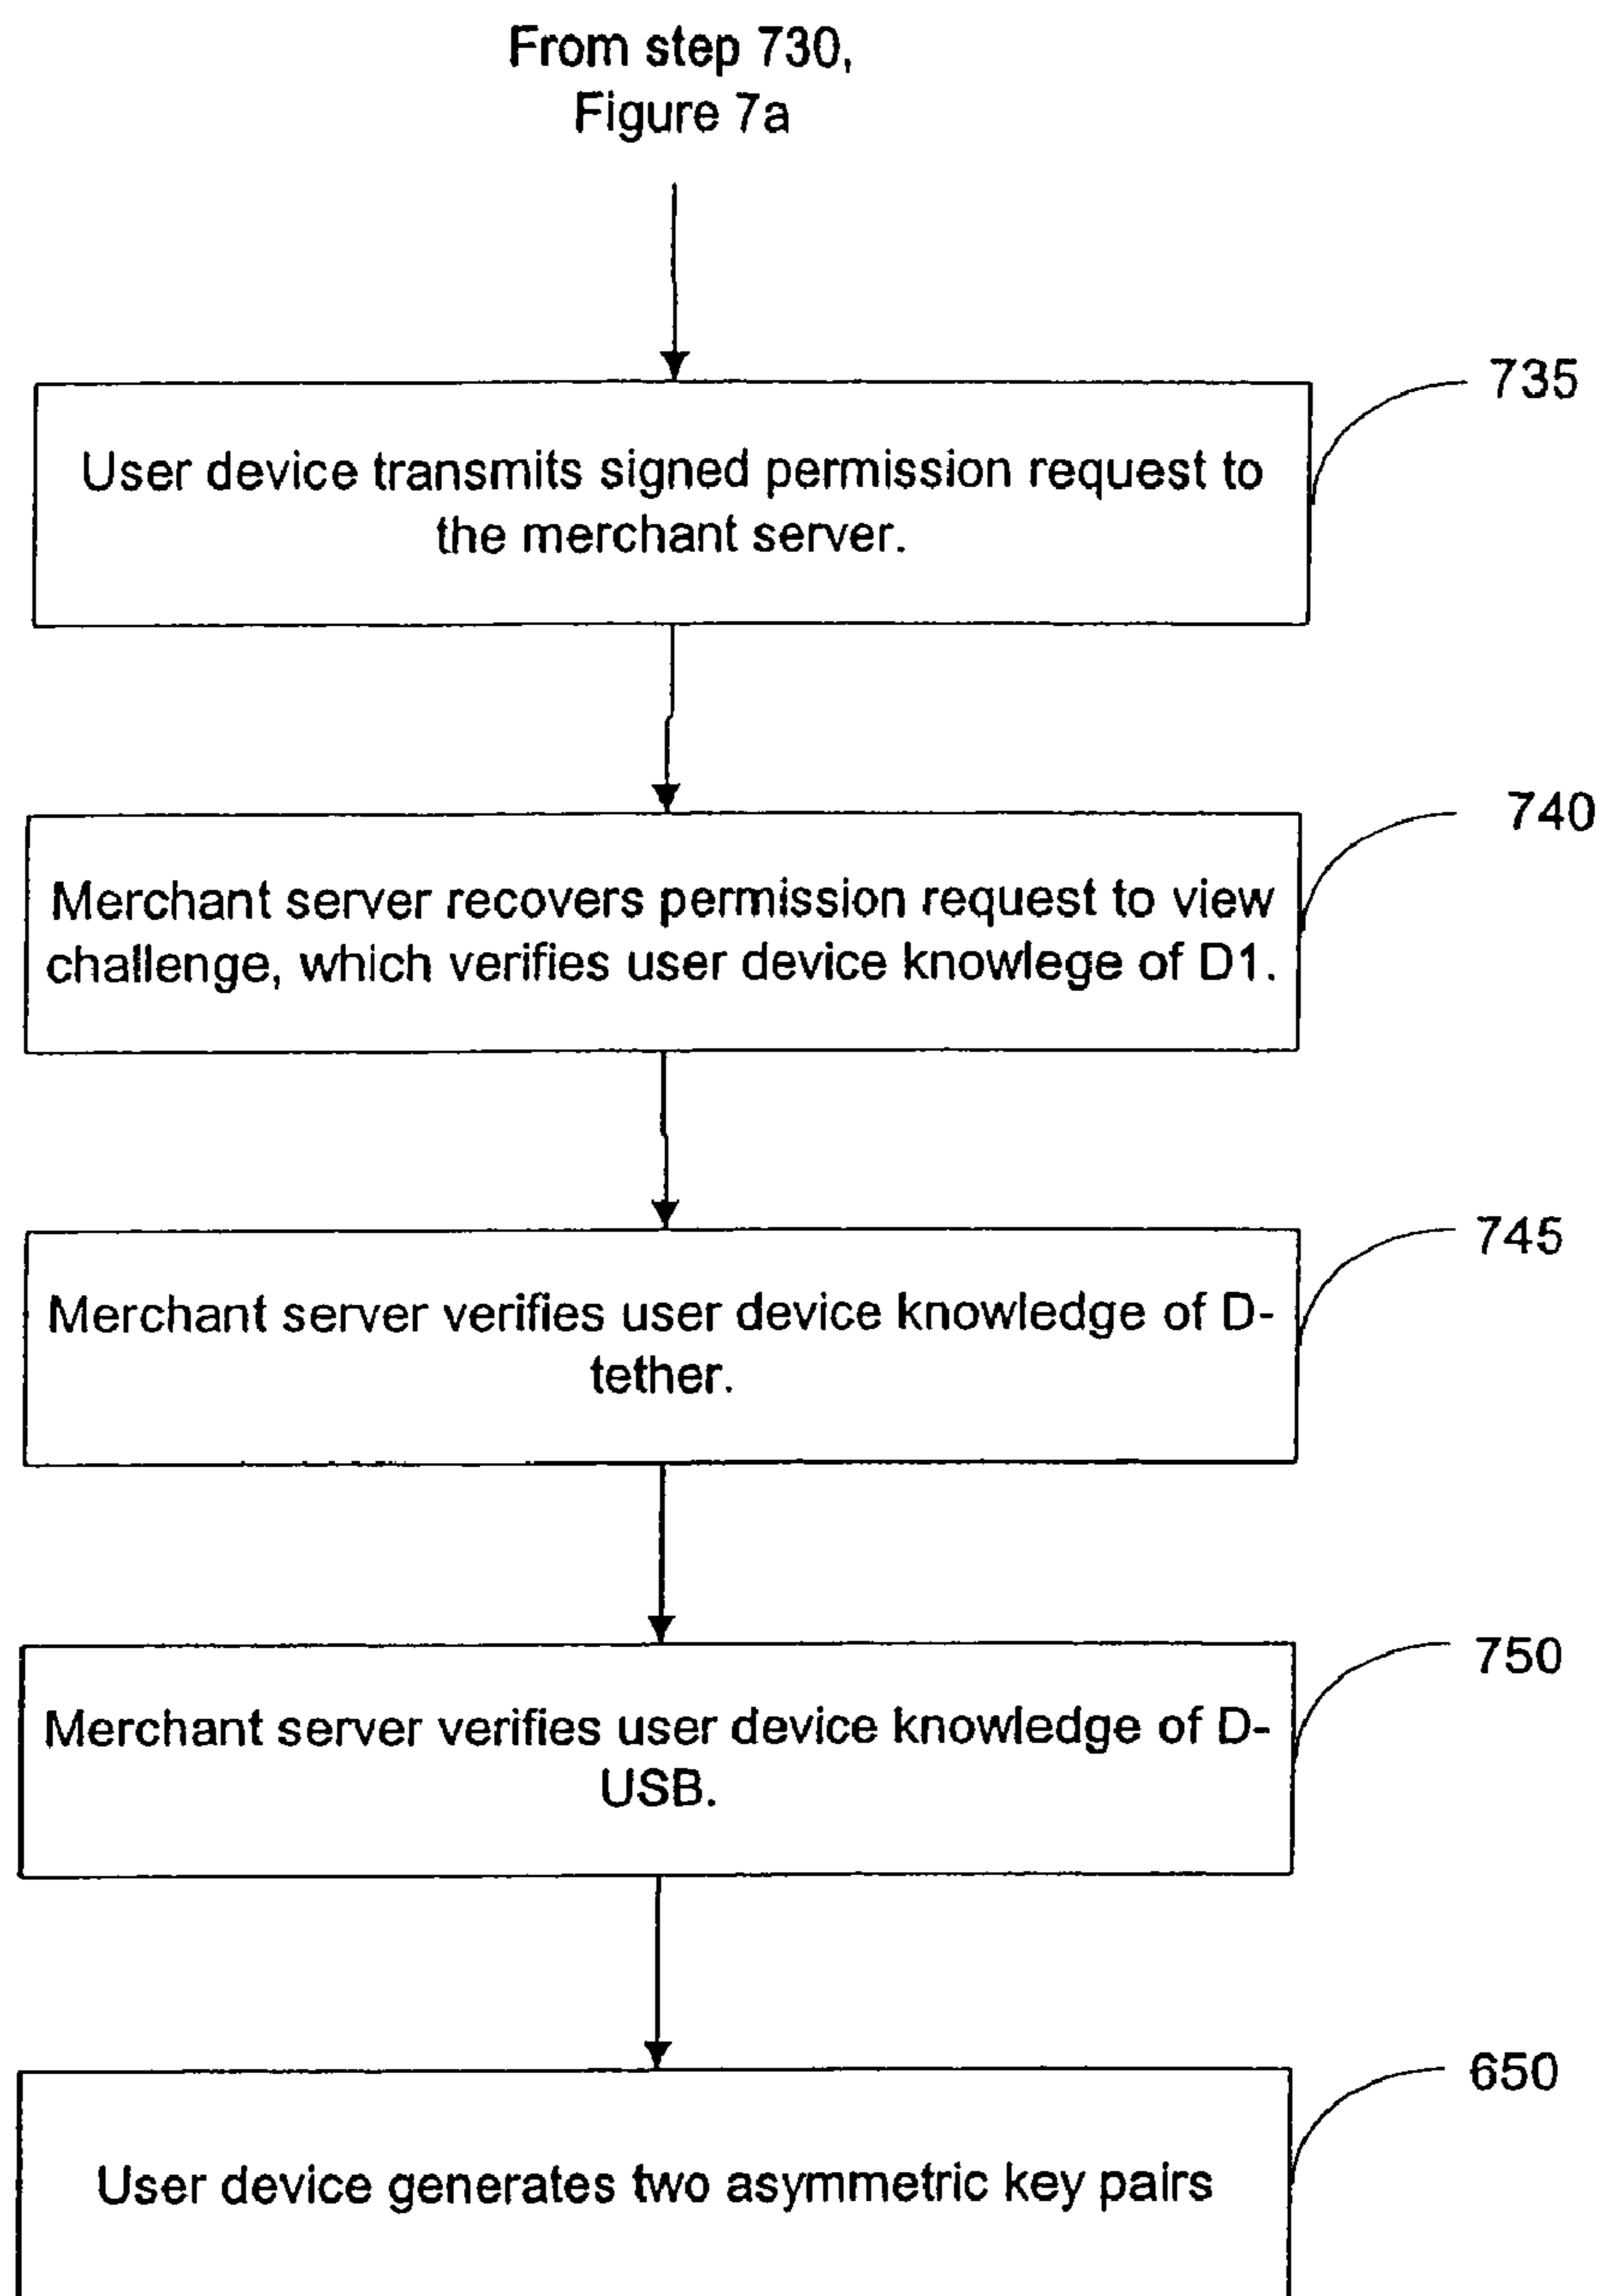 From step 730,
Figure 7a
735
User device transmits signed permission request to
the merchant server.
740
Merchant server recovers permission request to view
challenge, which verifies user device knowlege of D1.
745
Merchant server verifies user device knowledge of D-
tether.
750
Merchant server verifies user device knowledge of D-
USB.
650
User device generates two asymmetric key pairs